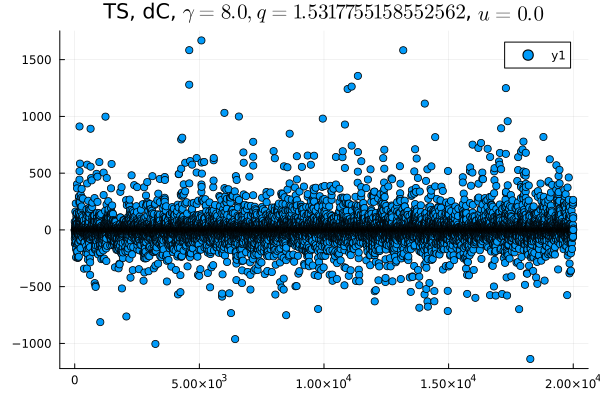 TS, dC, γ = 8.0, q = 1.5317755158552562, u = 0.0
y1
1500
1000
500
0
−500
−1000
0 5.00×10³ 1.00×10⁴ 1.50×10⁴ 2.00×10⁴